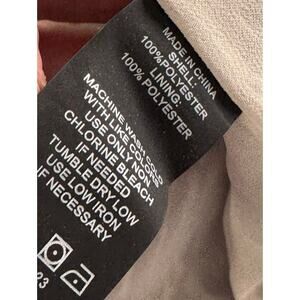 MADE IN CHINA
SHELL:
100%POLYESTER
LINING:
100% POLYESTER
MACHINE WASH COLD
WITH LIKE COLORS
USE ONLY NON
CHLORINE BLEACH
IF NEEDED
TUMBLE DRY LOW
USE LOW IRON
IF NECESSARY
23